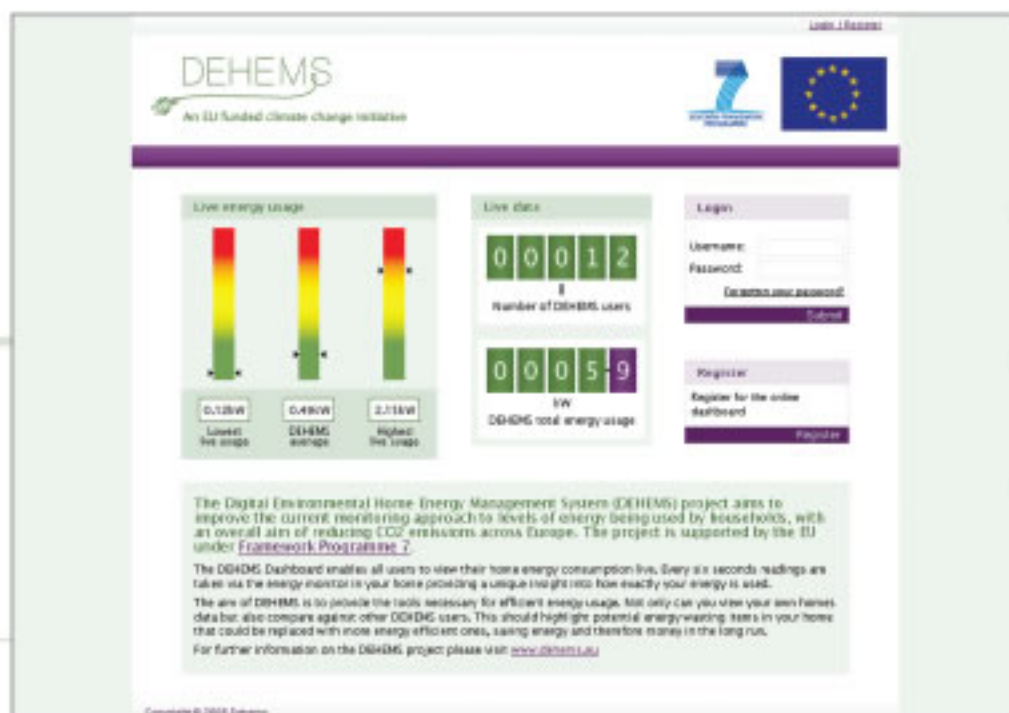 Login / Register
DEHEMS
An EU funded climate change initiative
7
SEVENTH FRAMEWORK
PROGRAMME
Live energy usage
0.12kW
Lowest
live usage
0.49kW
DEHEMS
average
2.11kW
Highest
live usage
Live data
0 0 0 1 2
Number of DEHEMS users
0 0 0 5 9
kW
DEHEMS total energy usage
Login
Username:
Password:
Forgotten your password?
Submit
Register
Register for the online
dashboard
Register
The Digital Environmental Home Energy Management System (DEHEMS) project aims to
improve the current monitoring approach to levels of energy being used by households, with
an overall aim of reducing CO2 emissions across Europe. The project is supported by the EU
under Framework Programme 7.
The DEHEMS Dashboard enables all users to view their home energy consumption live. Every six seconds readings are
taken via the energy monitor in your home providing a unique insight into how exactly your energy is used.
The aim of DEHEMS is to provide the tools necessary for efficient energy usage. Not only can you view your own homes
data but also compare against other DEHEMS users. This should highlight potential energy wasting items in your home
that could be replaced with more energy efficient ones, saving energy and therefore money in the long run.
For further information on the DEHEMS project please visit www.dehems.eu